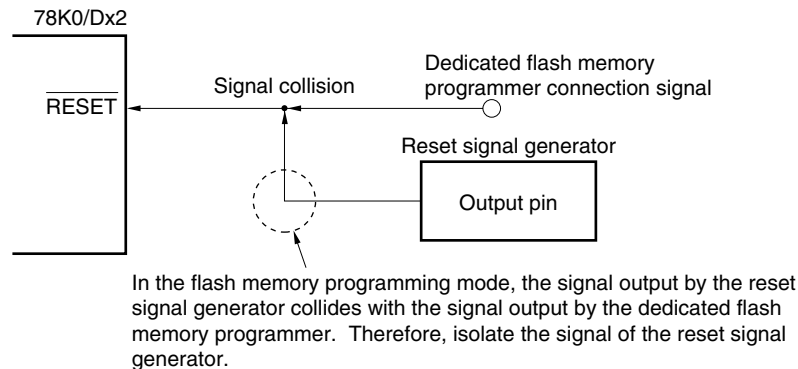 78K0/Dx2
Dedicated flash memory
programmer connection signal
Signal collision
RESET
Reset signal generator
Output pin
In the flash memory programming mode, the signal output by the reset
signal generator collides with the signal output by the dedicated flash
memory programmer.  Therefore, isolate the signal of the reset signal
generator.